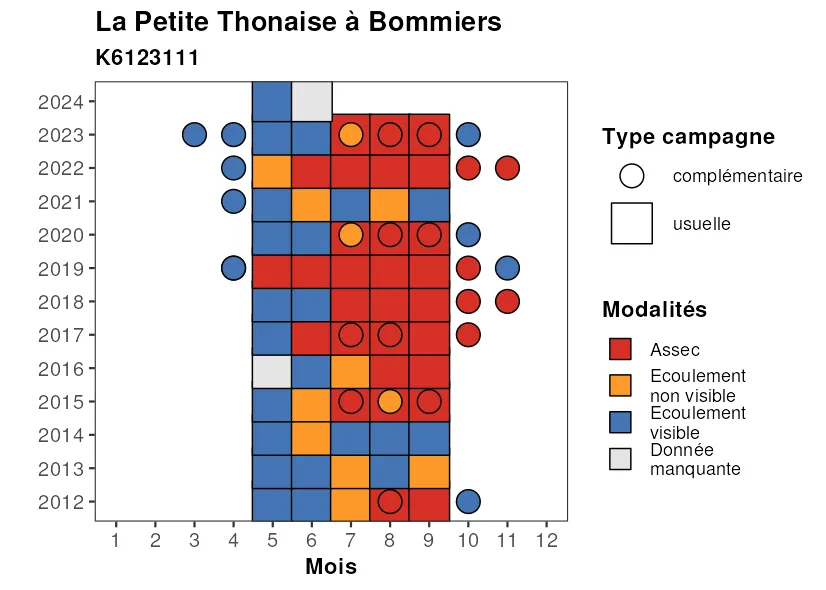 La Petite Thonaise à Bommiers
K6123111
2024
2023
2022
2021
2020
2019
2018
2017
2016
2015
2014
2013
2012
1 2 3 4 5 6 7 8 9 10 11 12
Mois
Type campagne
complémentaire
usuelle
Modalités
Assec
Ecoulement
non visible
Ecoulement
visible
Donnée
manquante